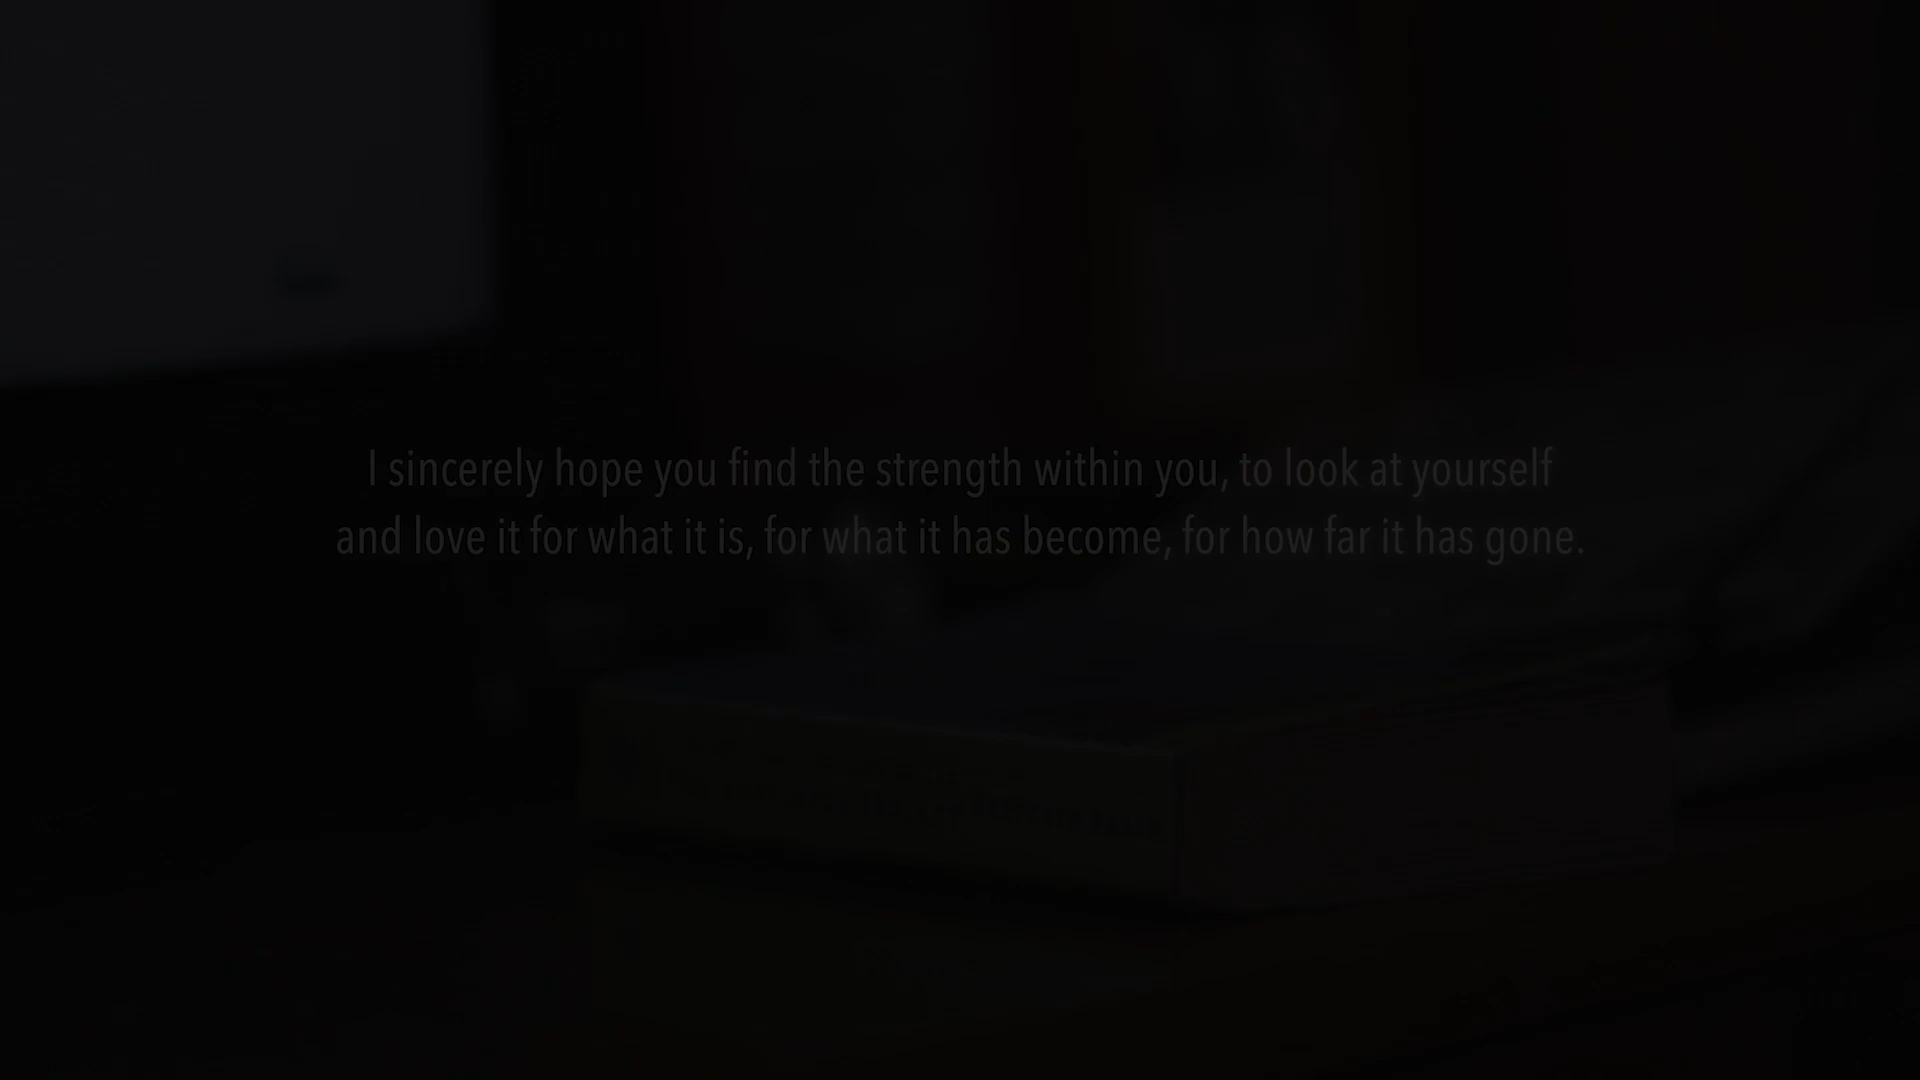 I sincerely hope you find the strength within you, to look at yourself
and love it for what it is, for what it has become, for how far it has gone.